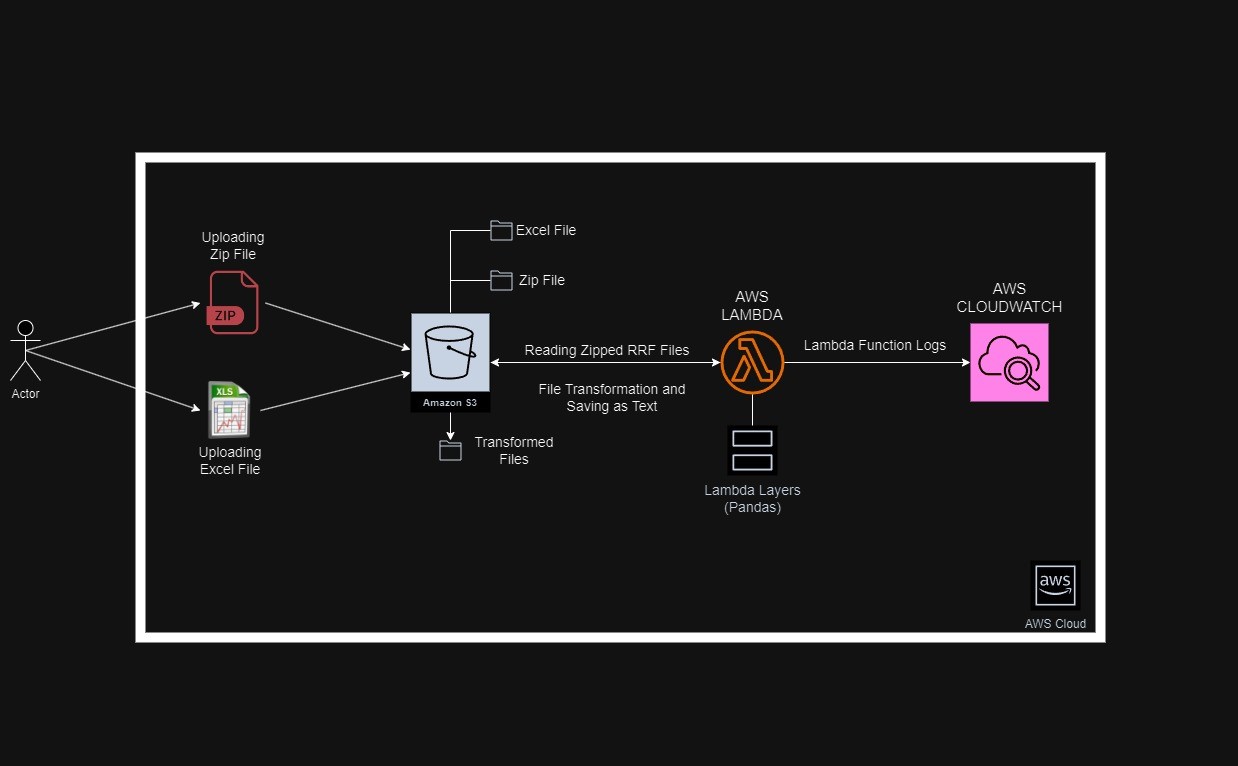 Uploading
Zip File
ZIP
Actor
XLS
Uploading
Excel File
Excel File
Zip File
Amazon S3
Transformed
Files
Reading Zipped RRF Files
File Transformation and
Saving as Text
AWS
LAMBDA
Lambda Layers
(Pandas)
Lambda Function Logs
AWS
CLOUDWATCH
aws
AWS Cloud